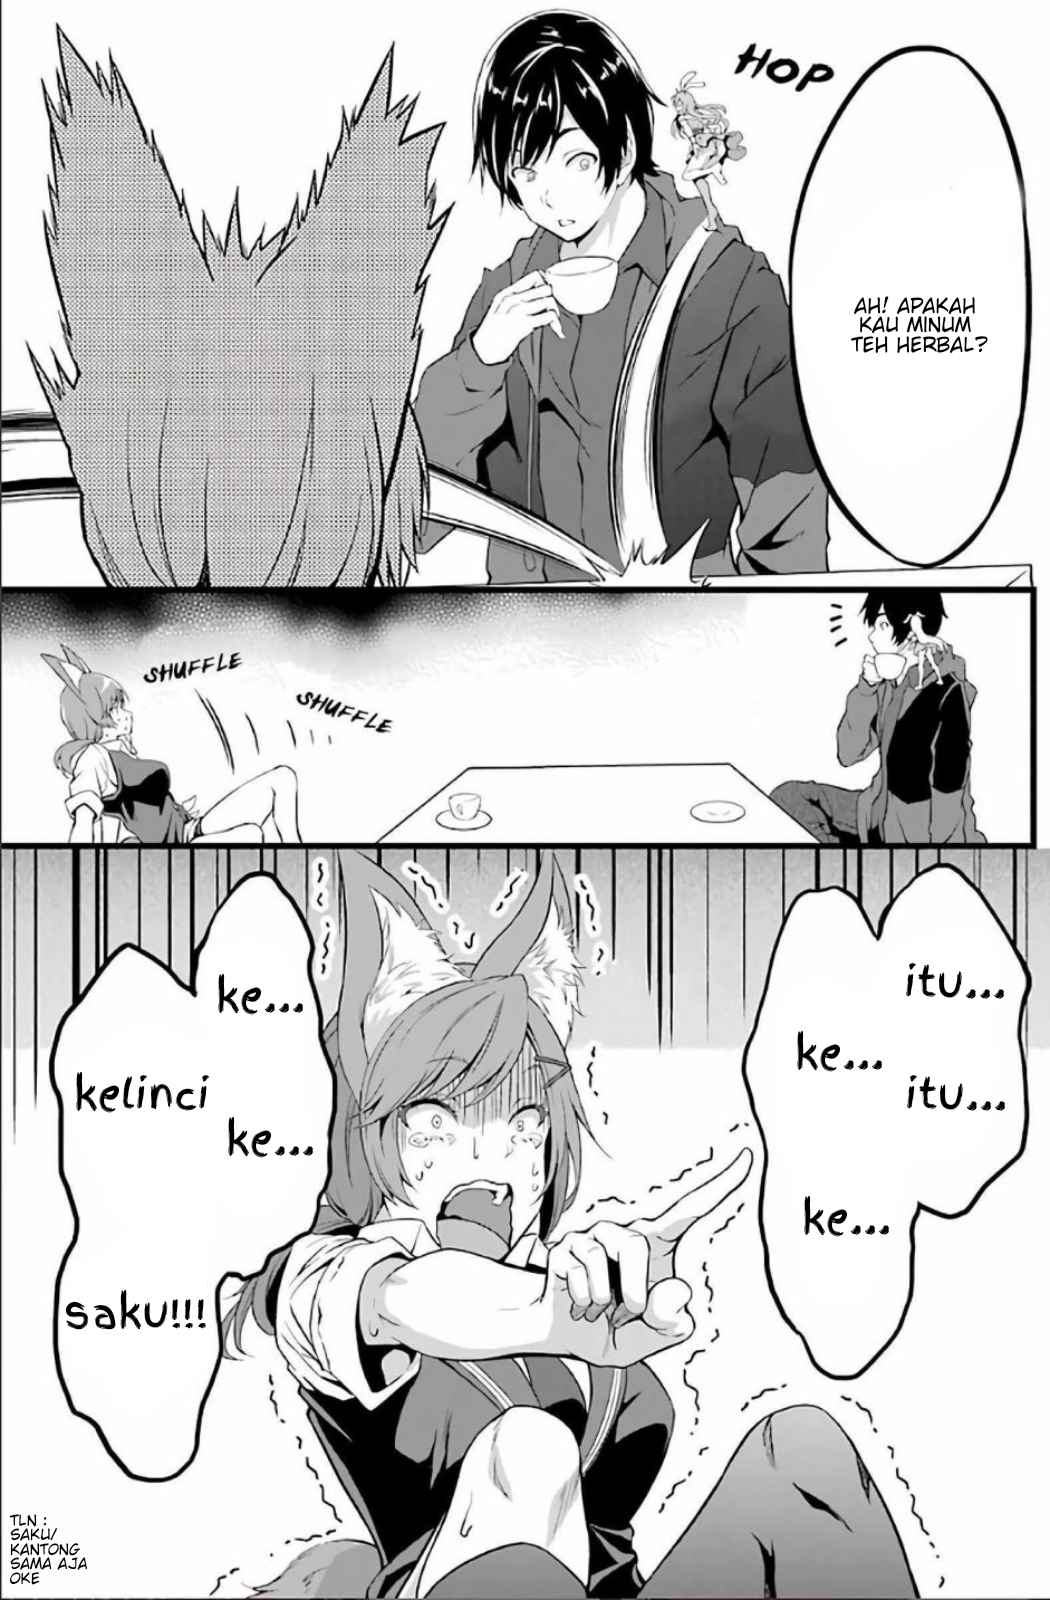 HOP
AH! APAKAH
KAU MINUM
TEH HERBAL?
SHUFFLE
SHUFFLE
itu...
ke...
itu...
ke...
ke...
kelinci
ke...
saku!!!
TLN :
SAKU/
KANTONG
SAMA AJA
OKE